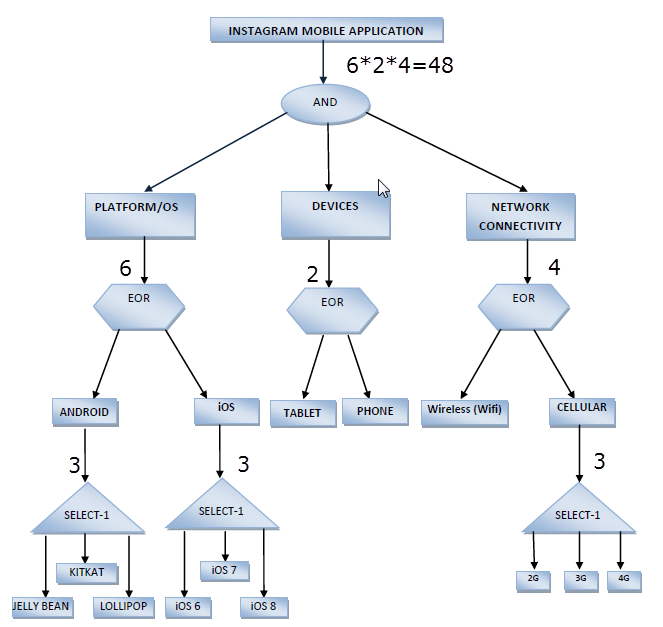 INSTAGRAM MOBILE APPLICATION
6*2*4=48
AND
PLATFORM/OS
DEVICES
NETWORK
CONNECTIVITY
6
2
4
EOR
EOR
EOR
ANDROID
iOS
TABLET
PHONE
Wireless (Wifi)
CELLULAR
3
3
3
SELECT-1
SELECT-1
SELECT-1
KITKAT
iOS 7
2G
3G
4G
JELLY BEAN
LOLLIPOP
iOS 6
iOS 8